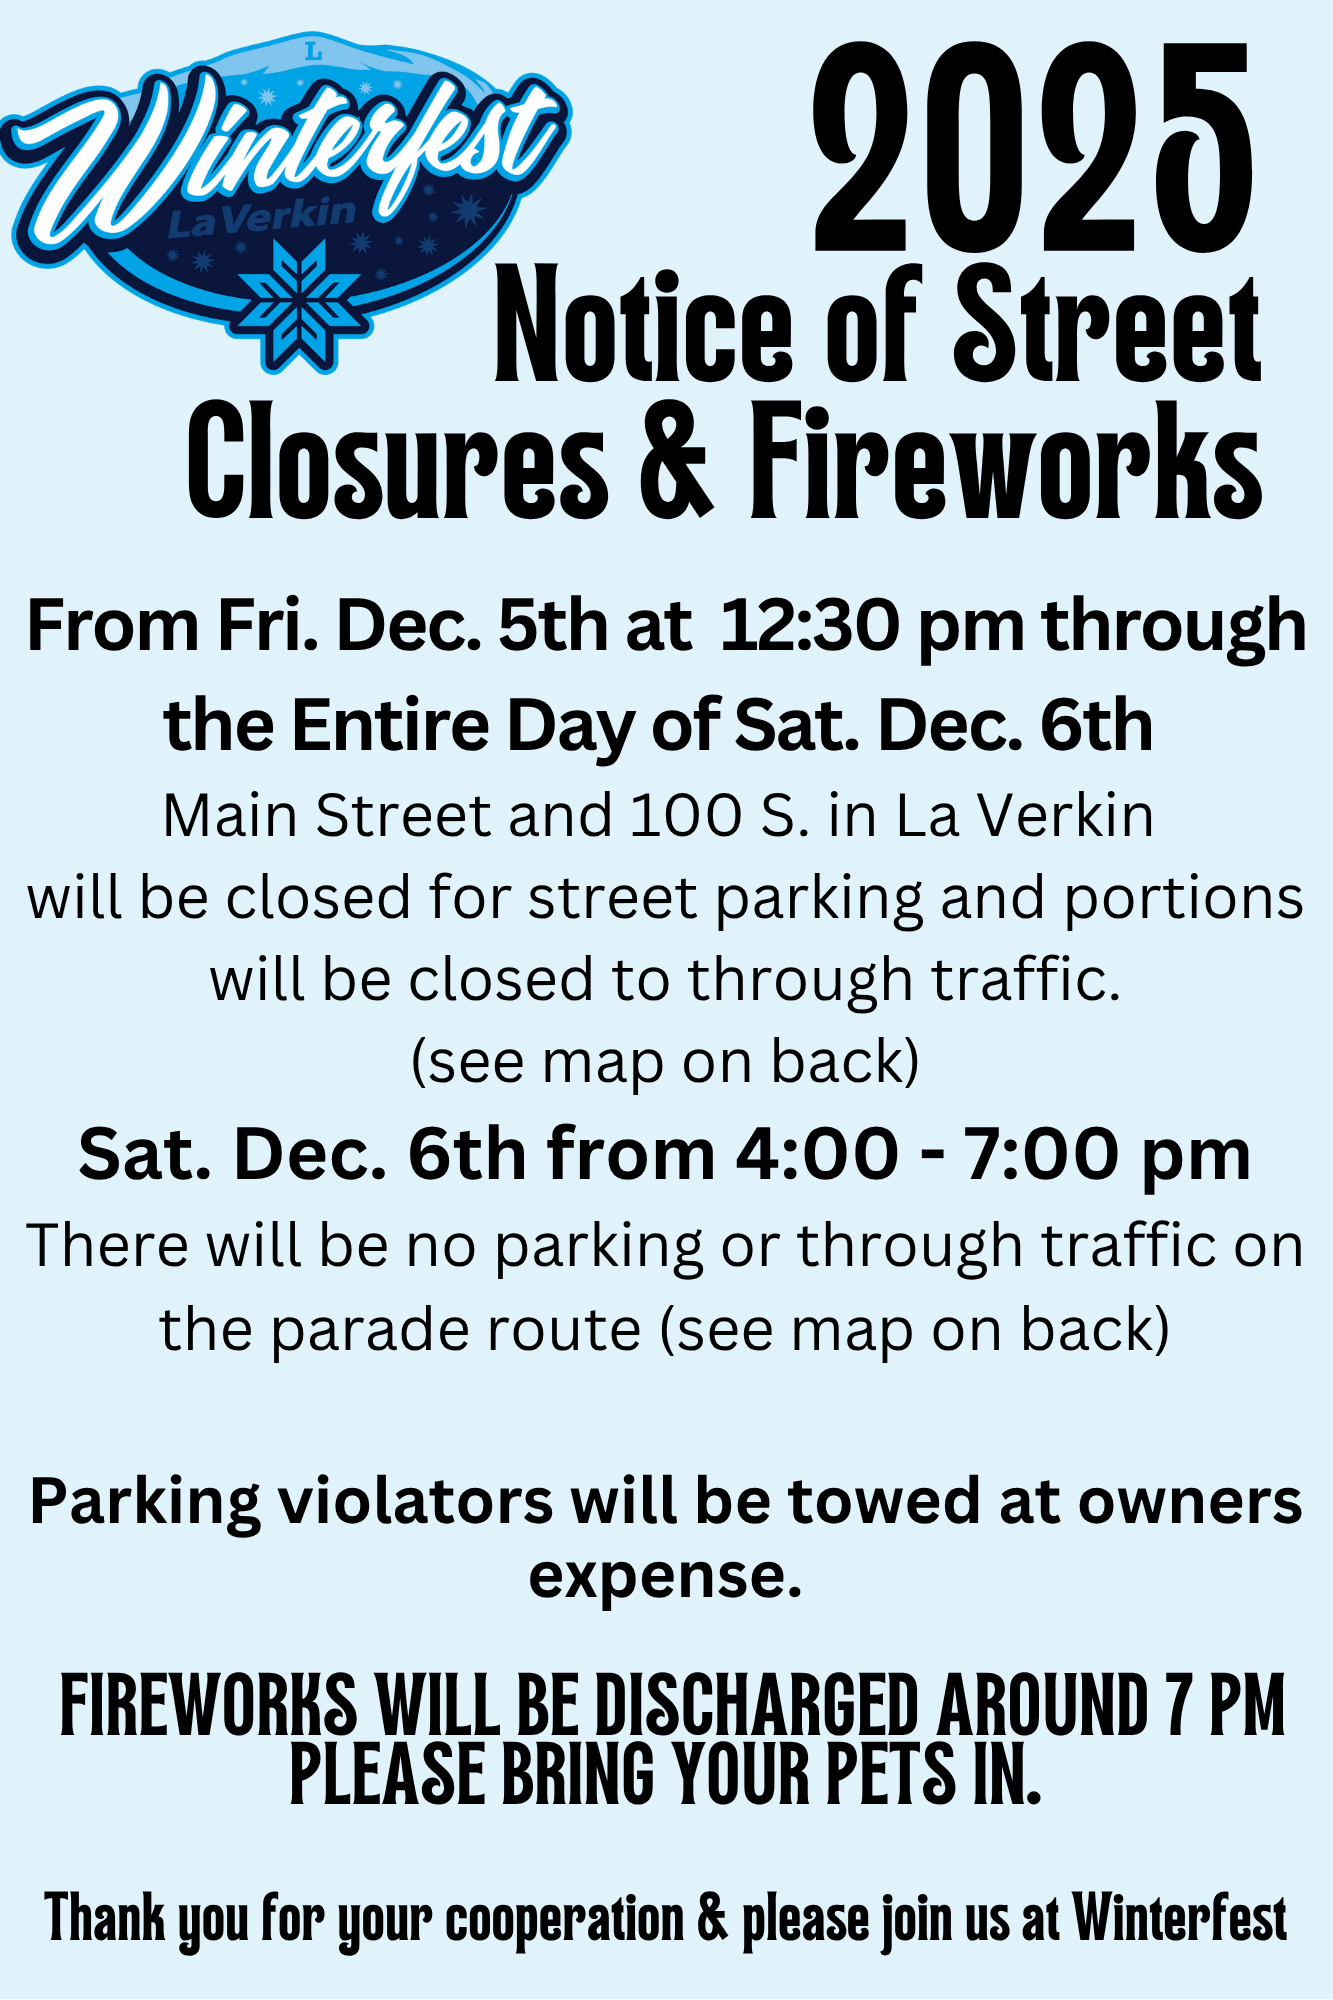 L
Winterfest
LaVerkin
2025
Notice of Street
Closures & Fireworks
From Fri. Dec. 5th at 12:30 pm through
the Entire Day of Sat. Dec. 6th
Main Street and 100 S. in La Verkin
will be closed for street parking and portions
will be closed to through traffic.
(see map on back)
Sat. Dec. 6th from 4:00 - 7:00 pm
There will be no parking or through traffic on
the parade route (see map on back)
Parking violators will be towed at owners
expense.
FIREWORKS WILL BE DISCHARGED AROUND 7 PM
PLEASE BRING YOUR PETS IN.
Thank you for your cooperation & please join us at Winterfest